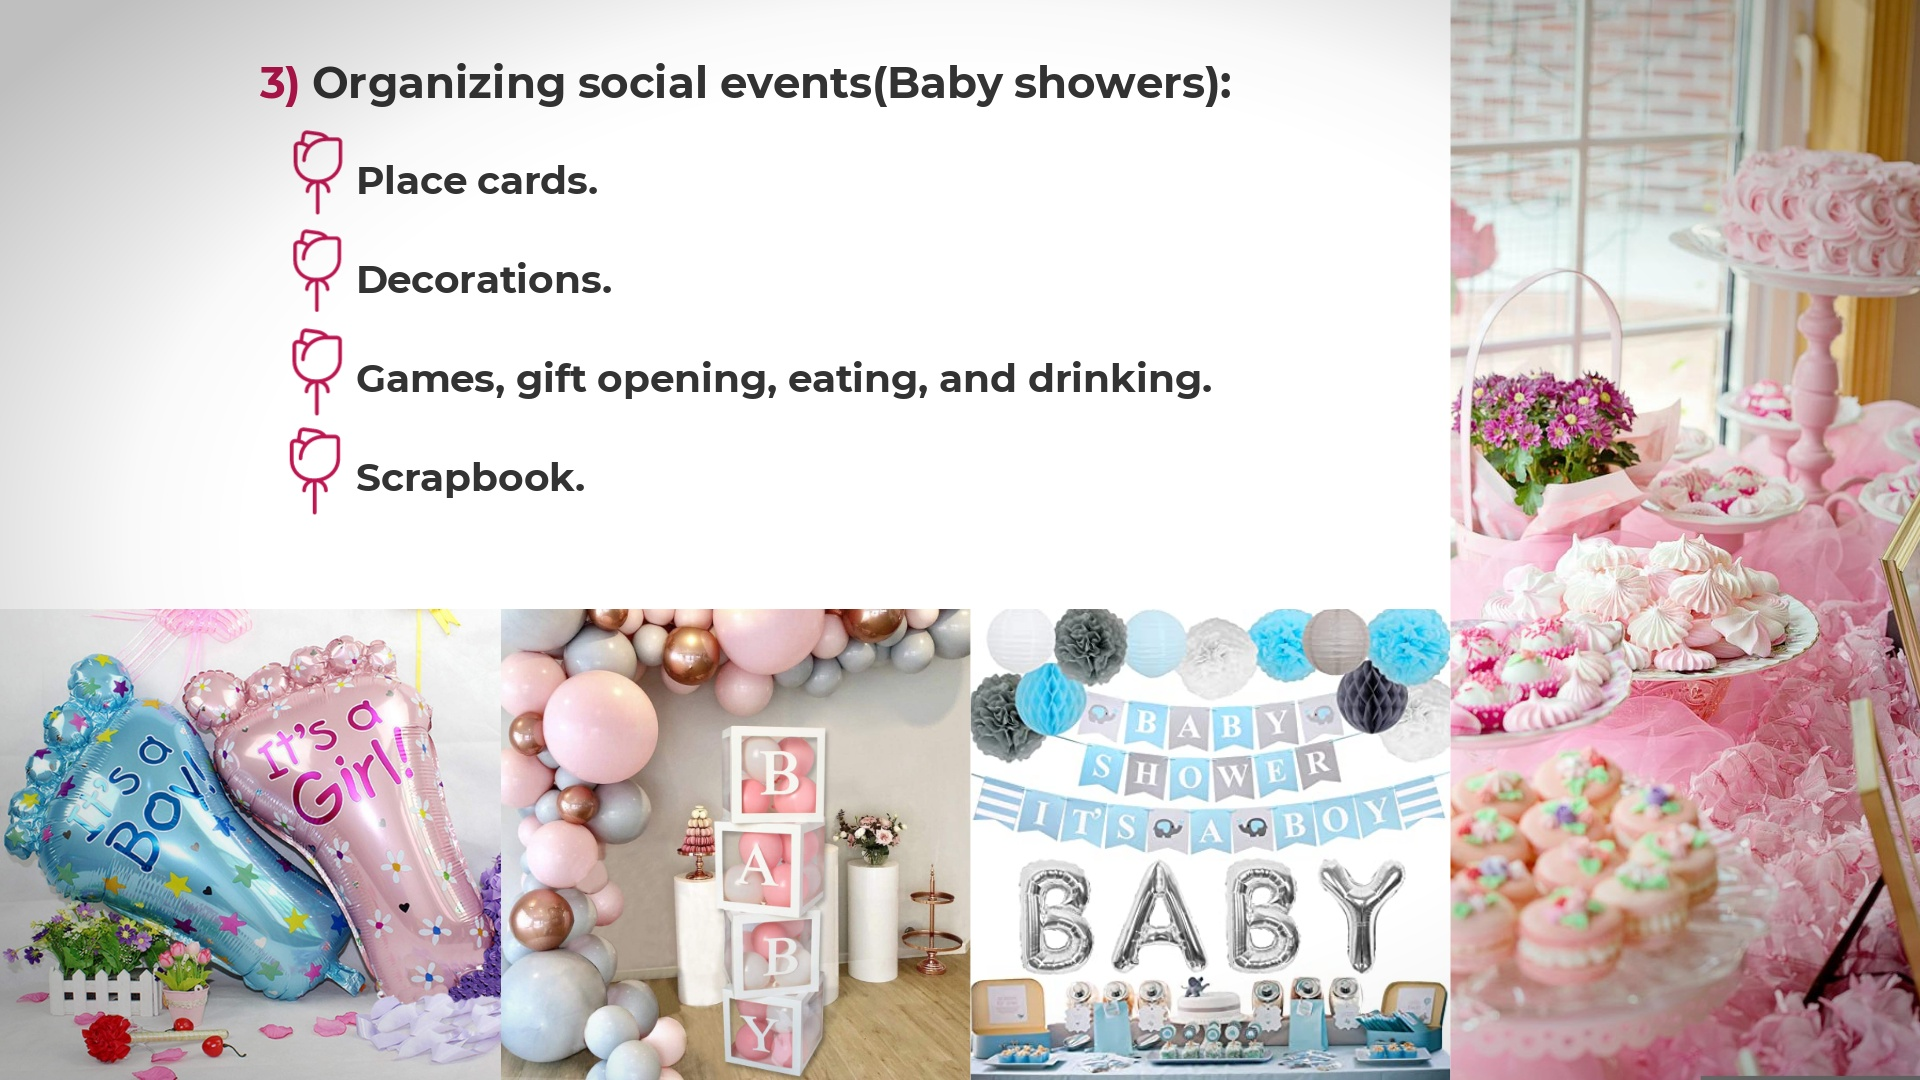 3) Organizing social events(Baby showers):
Place cards.
Decorations.
Games, gift opening, eating, and drinking.
Scrapbook.
It's a
Boy!
It's a
Girl!
B
A
B
Y
BABY
SHOWER
IT'S A BOY
BABY